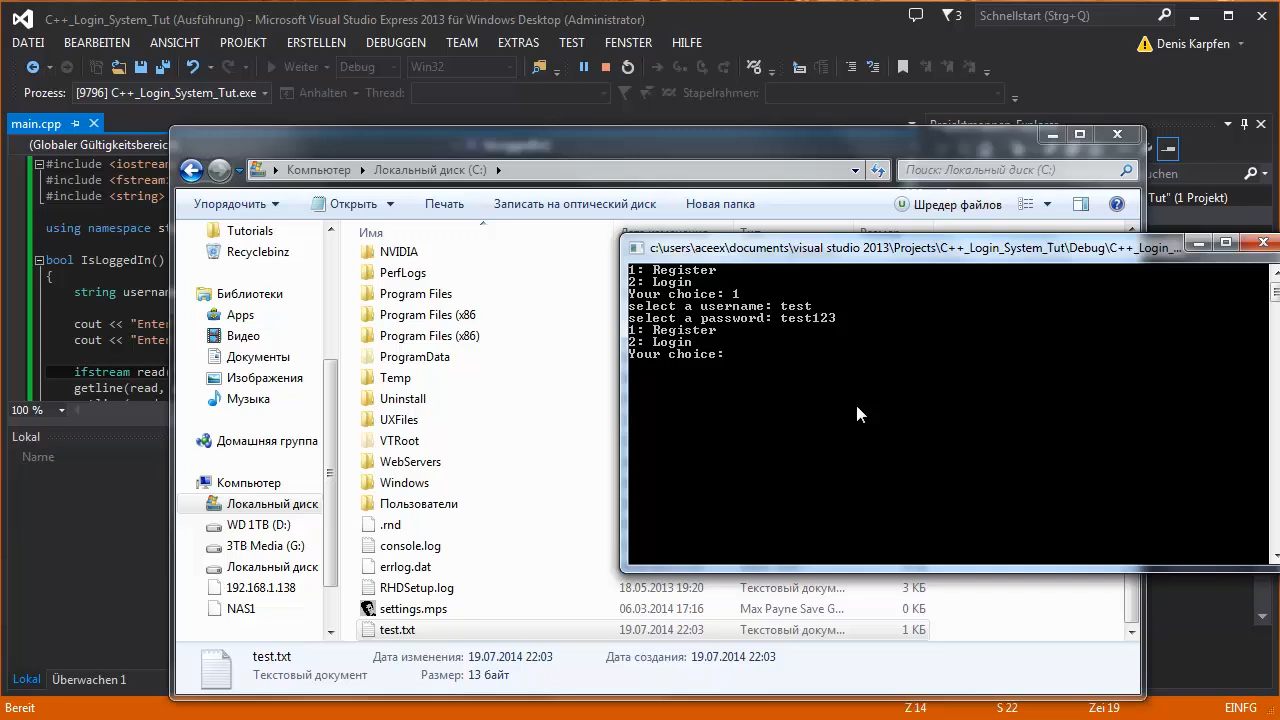 C++_Login_System_Tut (Ausführung) - Microsoft Visual Studio Express 2013 für Windows Desktop (Administrator)
3
Schnellstart (Strg+Q)
DATEI BEARBEITEN ANSICHT PROJEKT ERSTELLEN DEBUGGEN TEAM EXTRAS TEST FENSTER HILFE
Denis Karpfen
Weiter Debug Win32
Prozess: [9796] C++_Login_System_Tut.exe Anhalten Thread: Stapelrahmen:
main.cpp
(Globaler Gültigkeitsbereic
#include <iostrea
#include <fstream
#include <string>
using namespace st
bool IsLoggedIn()
{
string usernam
cout << "Enter
cout << "Enter
ifstream read(
getline(read,
100 %
Lokal
Name
Lokal Überwachen 1
Bereit
Z 14 S 22 Zei 19 EINFG
Tut" (1 Projekt)
Компьютер Локальный диск (C:)
Поиск: Локальный диск (C:)
Упорядочить Открыть Печать Записать на оптический диск Новая папка Шредер файлов
Tutorials
Recyclebinz
Библиотеки
Apps
Видео
Документы
Изображения
Музыка
Домашняя группа
Компьютер
Локальный диск
WD 1TB (D:)
3TB Media (G:)
Локальный диск
192.168.1.138
NAS1
Имя
NVIDIA
PerfLogs
Program Files
Program Files (x86
Program Files (x86)
ProgramData
Temp
Uninstall
UXFiles
VTRoot
WebServers
Windows
Пользователи
.rnd
console.log
errlog.dat
RHDSetup.log 18.05.2013 19:20 Текстовый докум... 3 КБ
settings.mps 06.03.2014 17:16 Max Payne Save G... 0 КБ
test.txt 19.07.2014 22:03 Текстовый докум... 1 КБ
test.txt Дата изменения: 19.07.2014 22:03 Дата создания: 19.07.2014 22:03
Текстовый документ Размер: 13 байт
c:\users\aceex\documents\visual studio 2013\Projects\C++_Login_System_Tut\Debug\C++_Login_...
1: Register
2: Login
Your choice: 1
select a username: test
select a password: test123
1: Register
2: Login
Your choice: